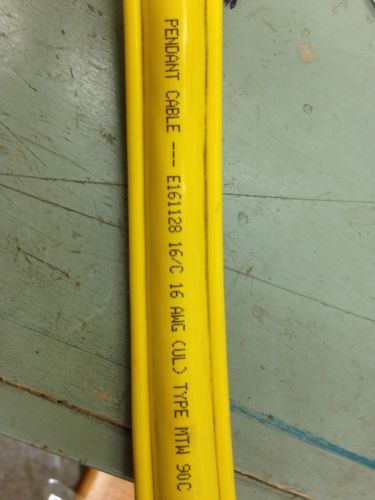 PENDANT CABLE --- E161128 16/C 16 AWG (UL) TYPE MTW 90C